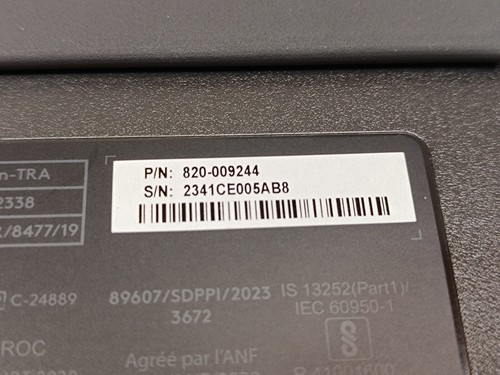 n-TRA
2338
/8477/19
P/N: 820-009244
S/N: 2341CE005AB8
C-24889
89607/SDPPI/2023
3672
IS 13252(Part1)/
IEC 60950-1
ROC
Agréé par l'ANF
R-41201600